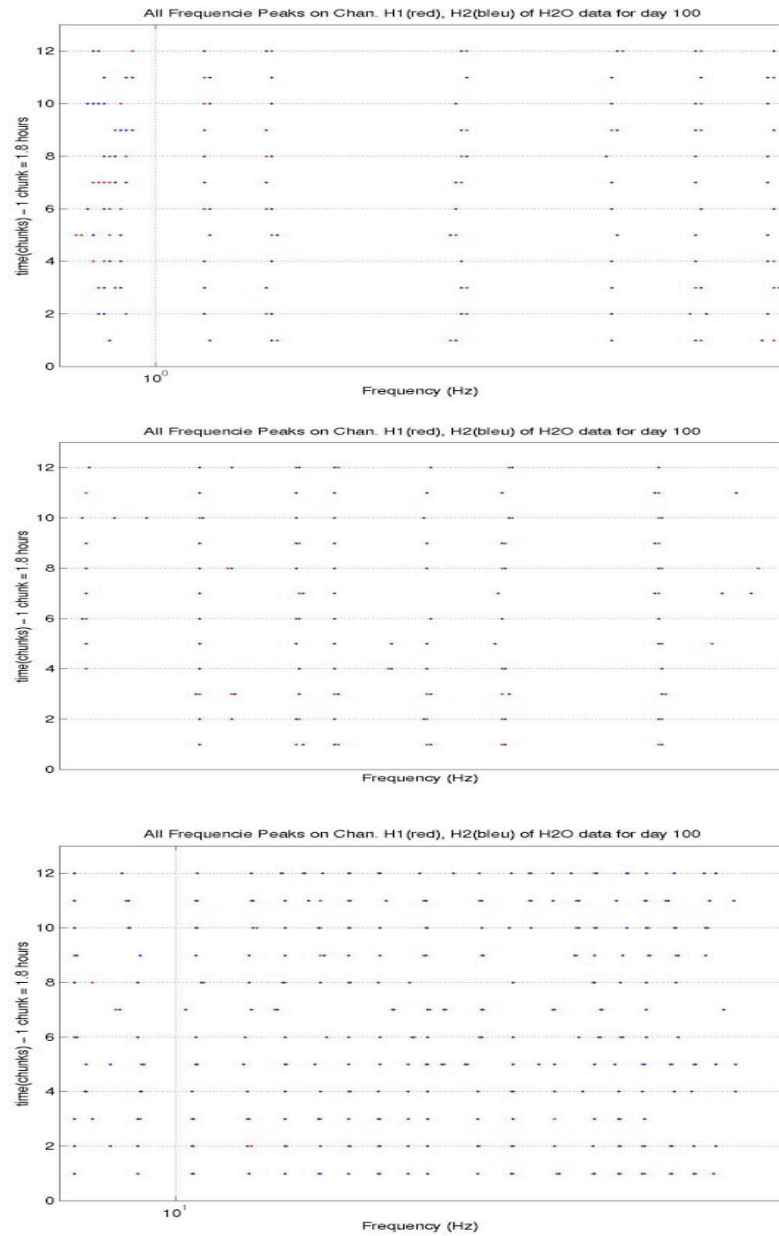 All Frequencie Peaks on Chan. H1(red), H2(bleu) of H2O data for day 100
12
10
8
6
4
2
0
time(chunks) - 1 chunk = 1.8 hours
10^0
Frequency (Hz)
All Frequencie Peaks on Chan. H1(red), H2(bleu) of H2O data for day 100
12
10
8
6
4
2
0
time(chunks) - 1 chunk = 1.8 hours
Frequency (Hz)
All Frequencie Peaks on Chan. H1(red), H2(bleu) of H2O data for day 100
12
10
8
6
4
2
0
time(chunks) - 1 chunk = 1.8 hours
10^1
Frequency (Hz)